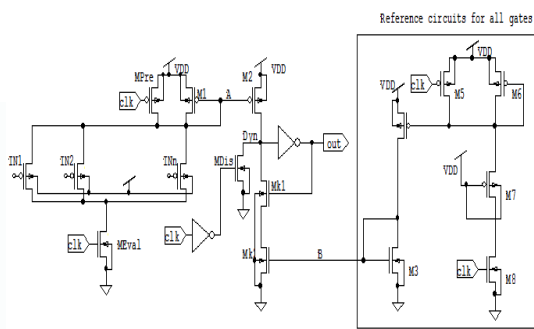 Reference circuits for all gates
VDD
VDD
VDD
VDD
MPre
M2
clk
M1
A
clk
M5
M6
Dyn
out
IN1
IN2
INn
MDis
Mk1
VDD
M7
clk
MEval
clk
Mk
B
M3
clk
M8